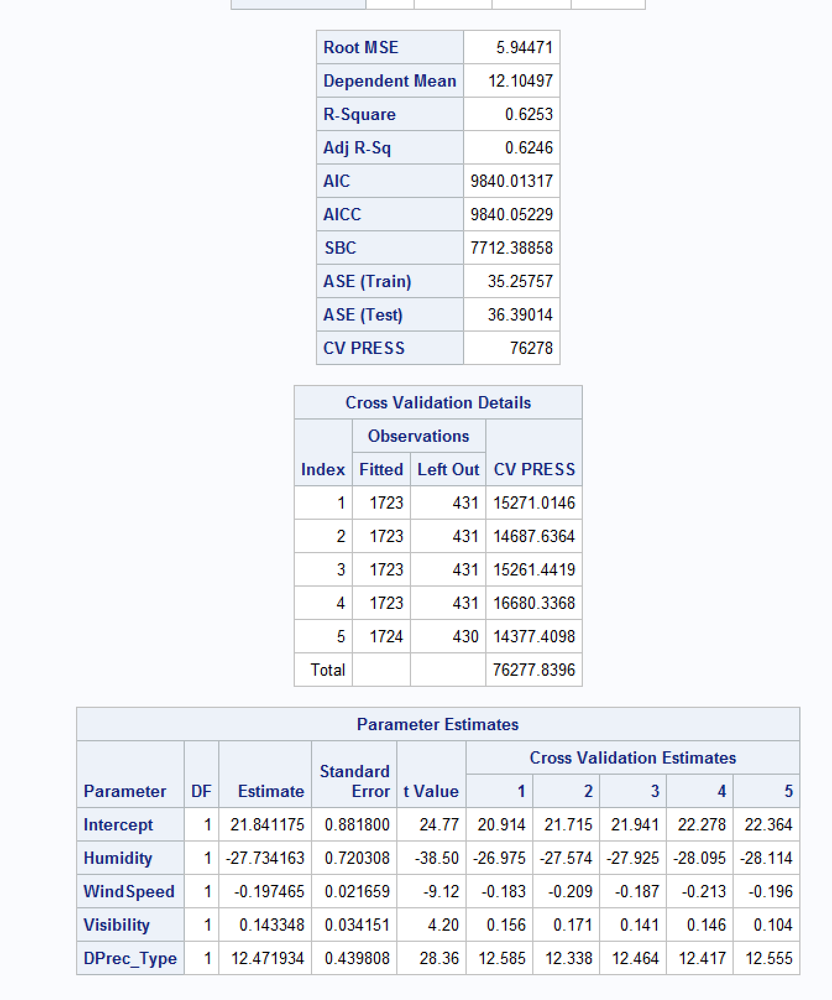 Root MSE 5.94471
Dependent Mean 12.10497
R-Square 0.6253
Adj R-Sq 0.6246
AIC 9840.01317
AICC 9840.05229
SBC 7712.38858
ASE (Train) 35.25757
ASE (Test) 36.39014
CV PRESS 76278
Cross Validation Details
Observations
Index Fitted Left Out CV PRESS
1 1723 431 15271.0146
2 1723 431 14687.6364
3 1723 431 15261.4419
4 1723 431 16680.3368
5 1724 430 14377.4098
Total 76277.8396
Parameter Estimates
Cross Validation Estimates
Standard
Parameter DF Estimate Error t Value 1 2 3 4 5
Intercept 1 21.841175 0.881800 24.77 20.914 21.715 21.941 22.278 22.364
Humidity 1 -27.734163 0.720308 -38.50 -26.975 -27.574 -27.925 -28.095 -28.114
WindSpeed 1 -0.197465 0.021659 -9.12 -0.183 -0.209 -0.187 -0.213 -0.196
Visibility 1 0.143348 0.034151 4.20 0.156 0.171 0.141 0.146 0.104
DPrec_Type 1 12.471934 0.439808 28.36 12.585 12.338 12.464 12.417 12.555